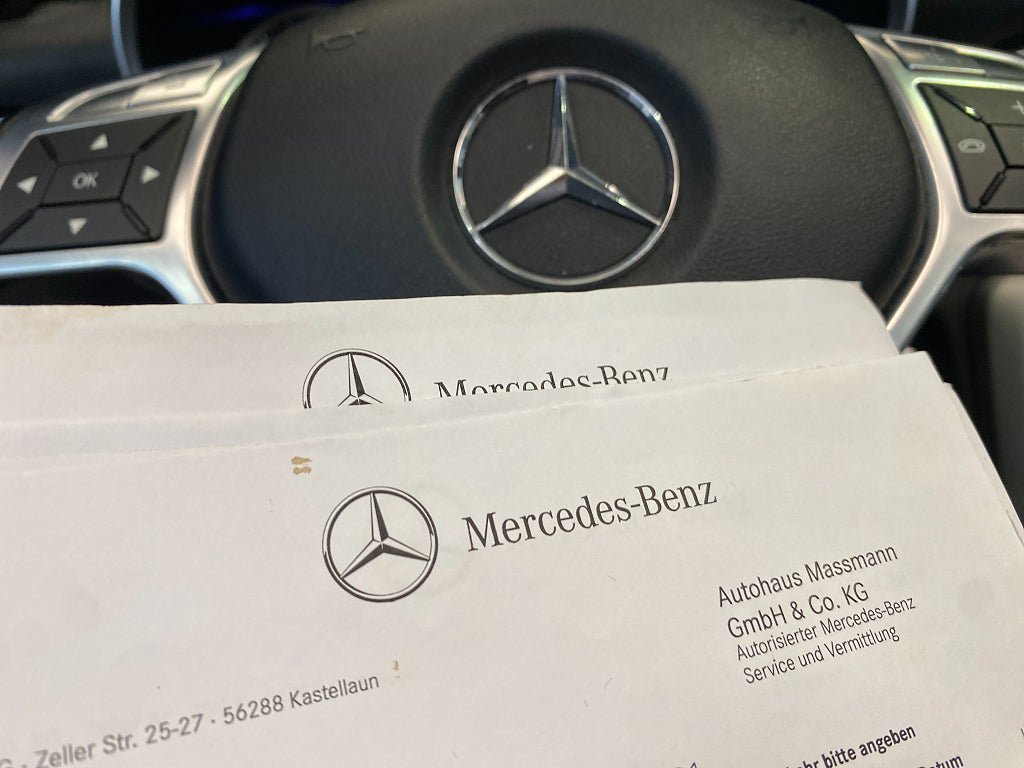 OK
Mercedes-Benz
Mercedes-Benz
Autohaus Massmann
GmbH & Co. KG
Autorisierter Mercedes-Benz
Service und Vermittlung
G · Zeller Str. 25-27 · 56288 Kastellaun
bitte angeben